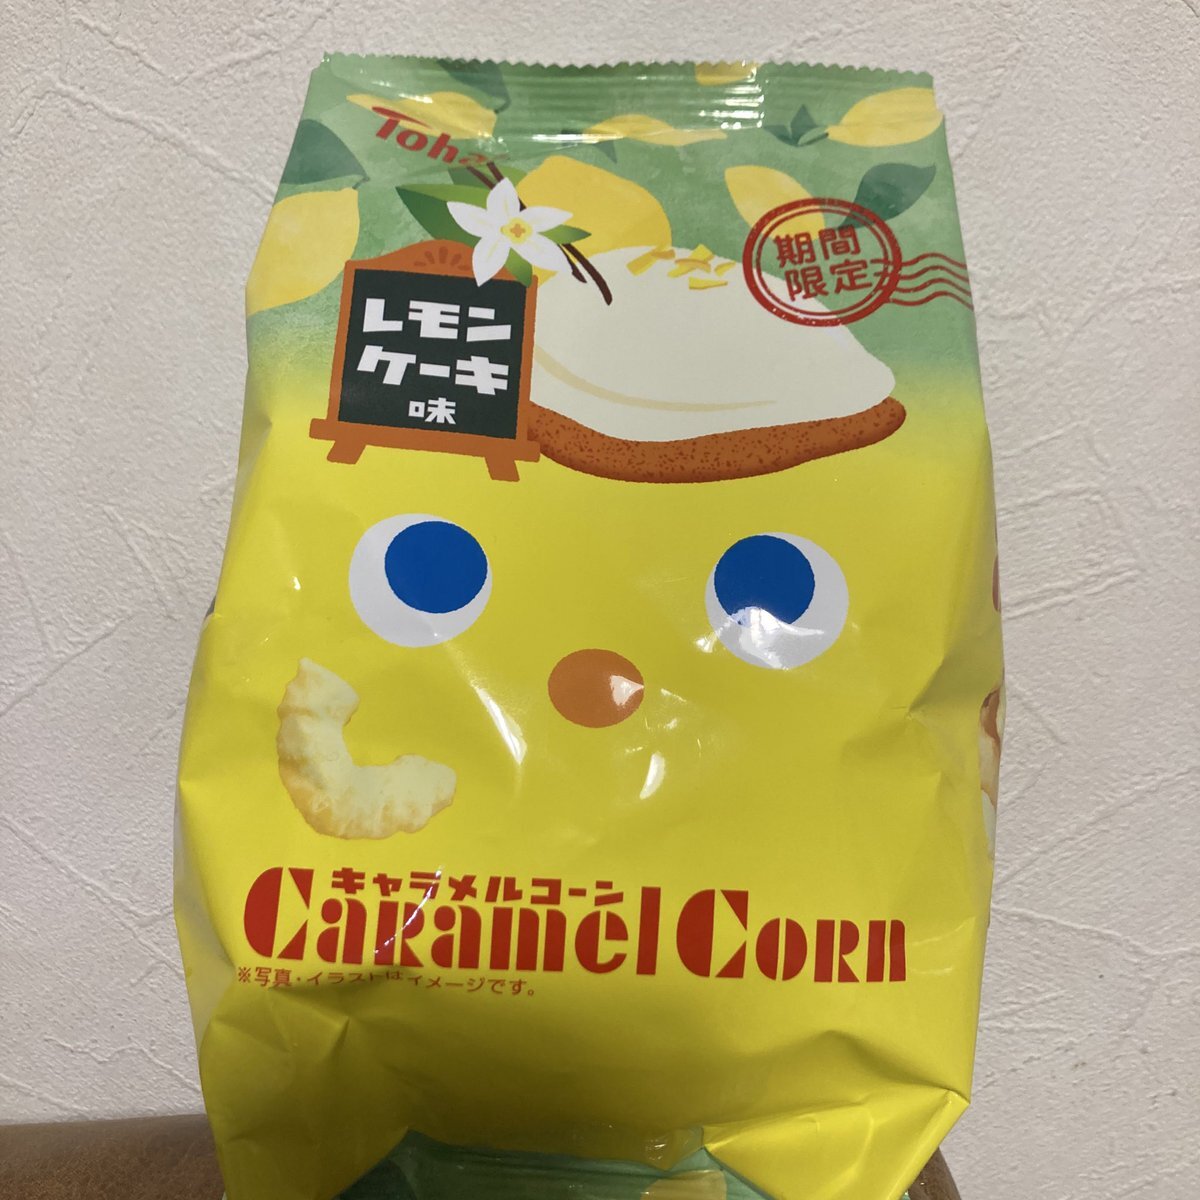 Toha
期間
限定
レモン
ケーキ
味
キャラメルコーン
Caramel Corn
※写真・イラストはイメージです。